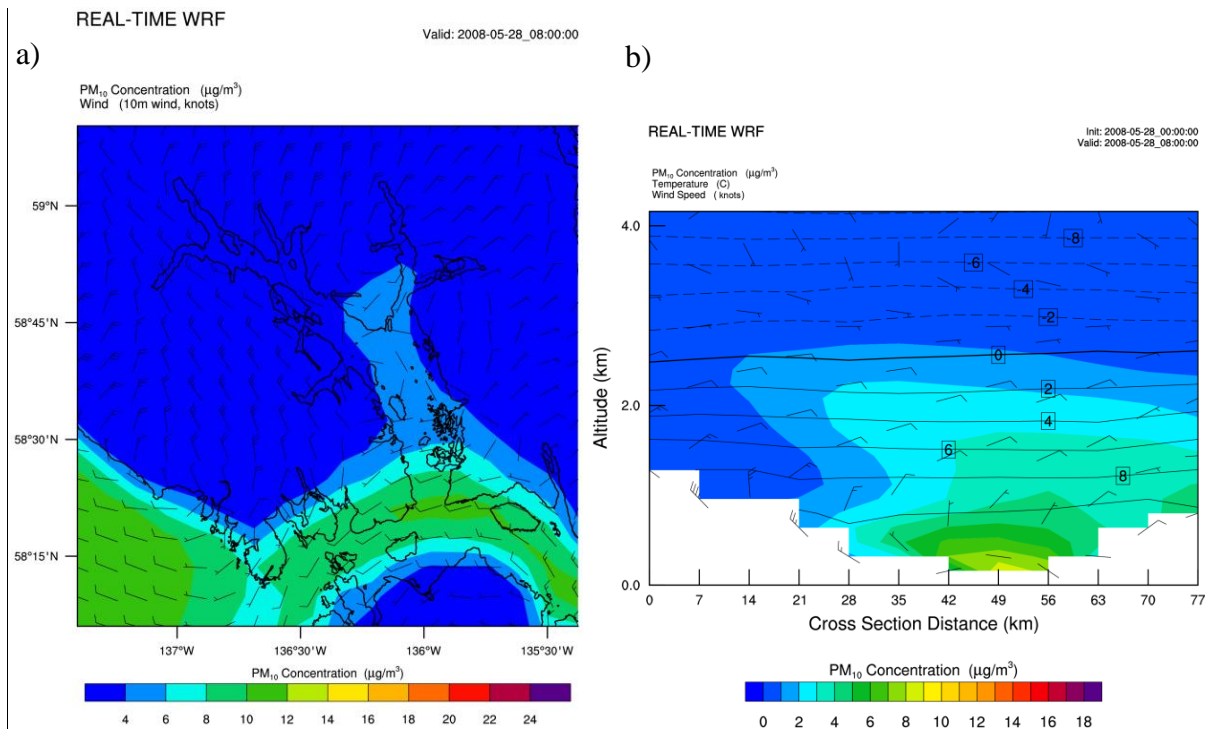 REAL-TIME WRF
Valid: 2008-05-28_08:00:00
a)
PM₁₀ Concentration (µg/m³)
Wind (10m wind, knots)
59°N
58°45'N
58°30'N
58°15'N
137°W
136°30'W
136°W
135°30'W
PM₁₀ Concentration (µg/m³)
4 6 8 10 12 14 16 18 20 22 24
b)
REAL-TIME WRF
Init: 2008-05-28_00:00:00
Valid: 2008-05-28_08:00:00
PM₁₀ Concentration (µg/m³)
Temperature (C)
Wind Speed (knots)
4.0
2.0
0.0
Altitude (km)
-8
-6
-4
-2
0
2
4
6
8
0 7 14 21 28 35 42 49 56 63 70 77
Cross Section Distance (km)
PM₁₀ Concentration (µg/m³)
0 2 4 6 8 10 12 14 16 18